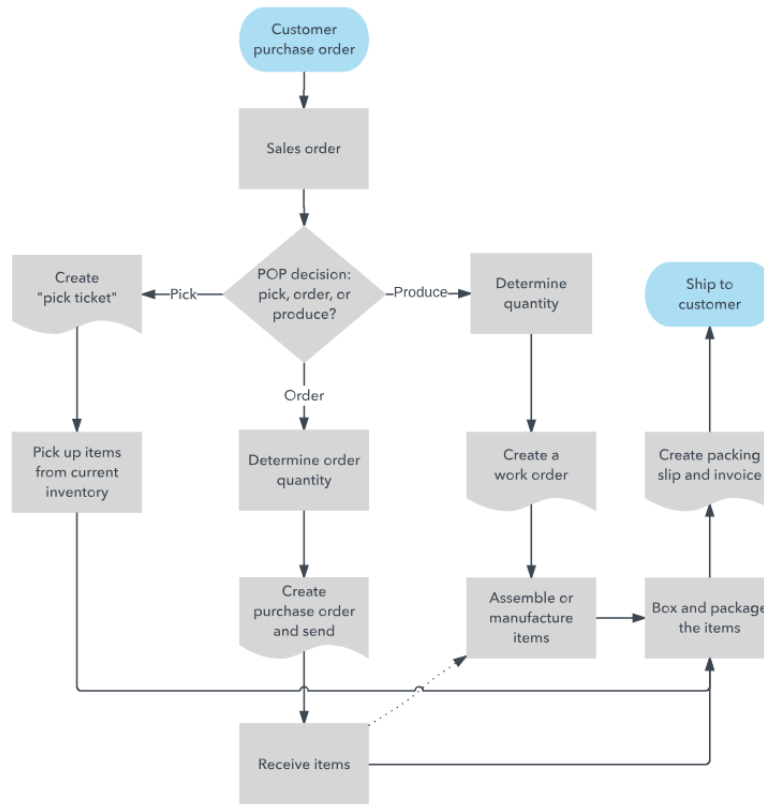 Customer
purchase order
Sales order
POP decision:
pick, order, or
produce?
Pick
Create
"pick ticket"
Pick up items
from current
inventory
Order
Determine order
quantity
Create
purchase order
and send
Receive items
Produce
Determine
quantity
Create a
work order
Assemble or
manufacture
items
Box and package
the items
Create packing
slip and invoice
Ship to
customer